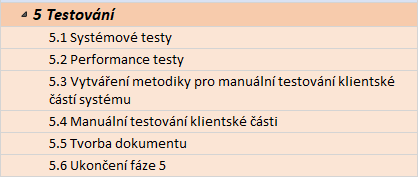 5 Testování
5.1 Systémové testy
5.2 Performance testy
5.3 Vytváření metodiky pro manuální testování klientské
částí systému
5.4 Manuální testování klientské části
5.5 Tvorba dokumentu
5.6 Ukončení fáze 5